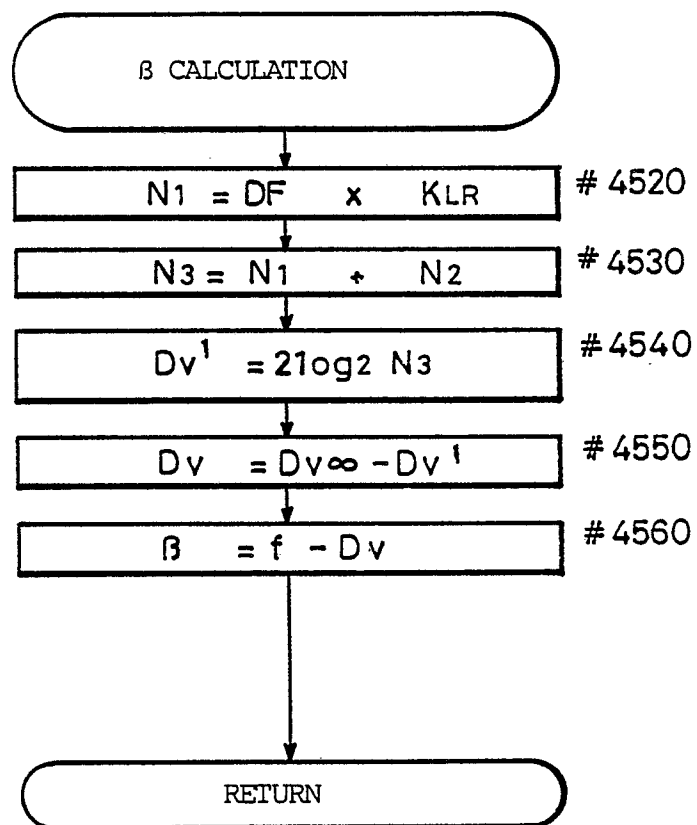 β CALCULATION
N1 = DF x KLR #4520
N3 = N1 + N2 #4530
Dv¹ = 2log2 N3 #4540
Dv = Dv∞ - Dv¹ #4550
β = f - Dv #4560
RETURN